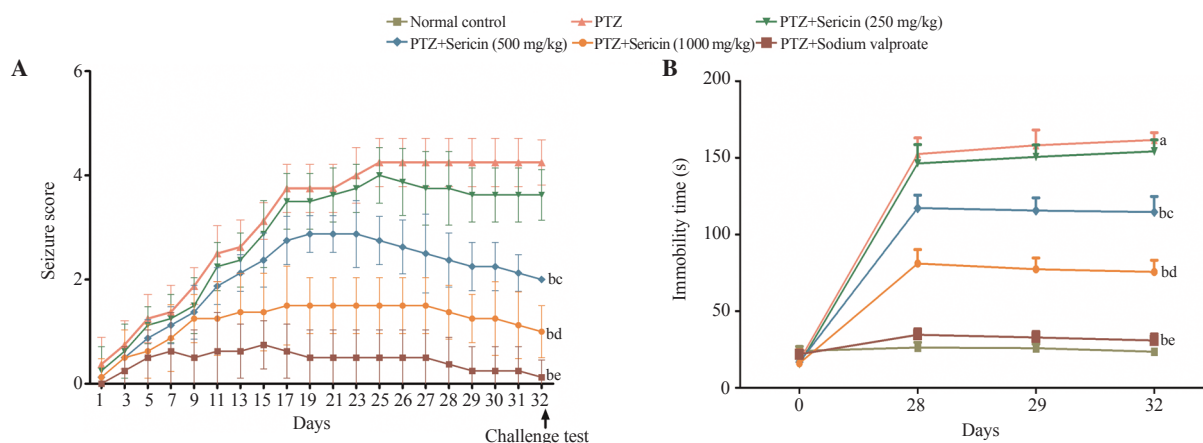 Normal control PTZ PTZ+Sericin (250 mg/kg)
PTZ+Sericin (500 mg/kg) PTZ+Sericin (1000 mg/kg) PTZ+Sodium valproate
A
Seizure score
6
4
2
0
bc
bd
be
1 3 5 7 9 11 13 15 17 19 21 23 25 26 27 28 29 30 31 32
Days
Challenge test
B
Immobility time (s)
200
150
100
50
0
a
bc
bd
be
0 28 29 32
Days